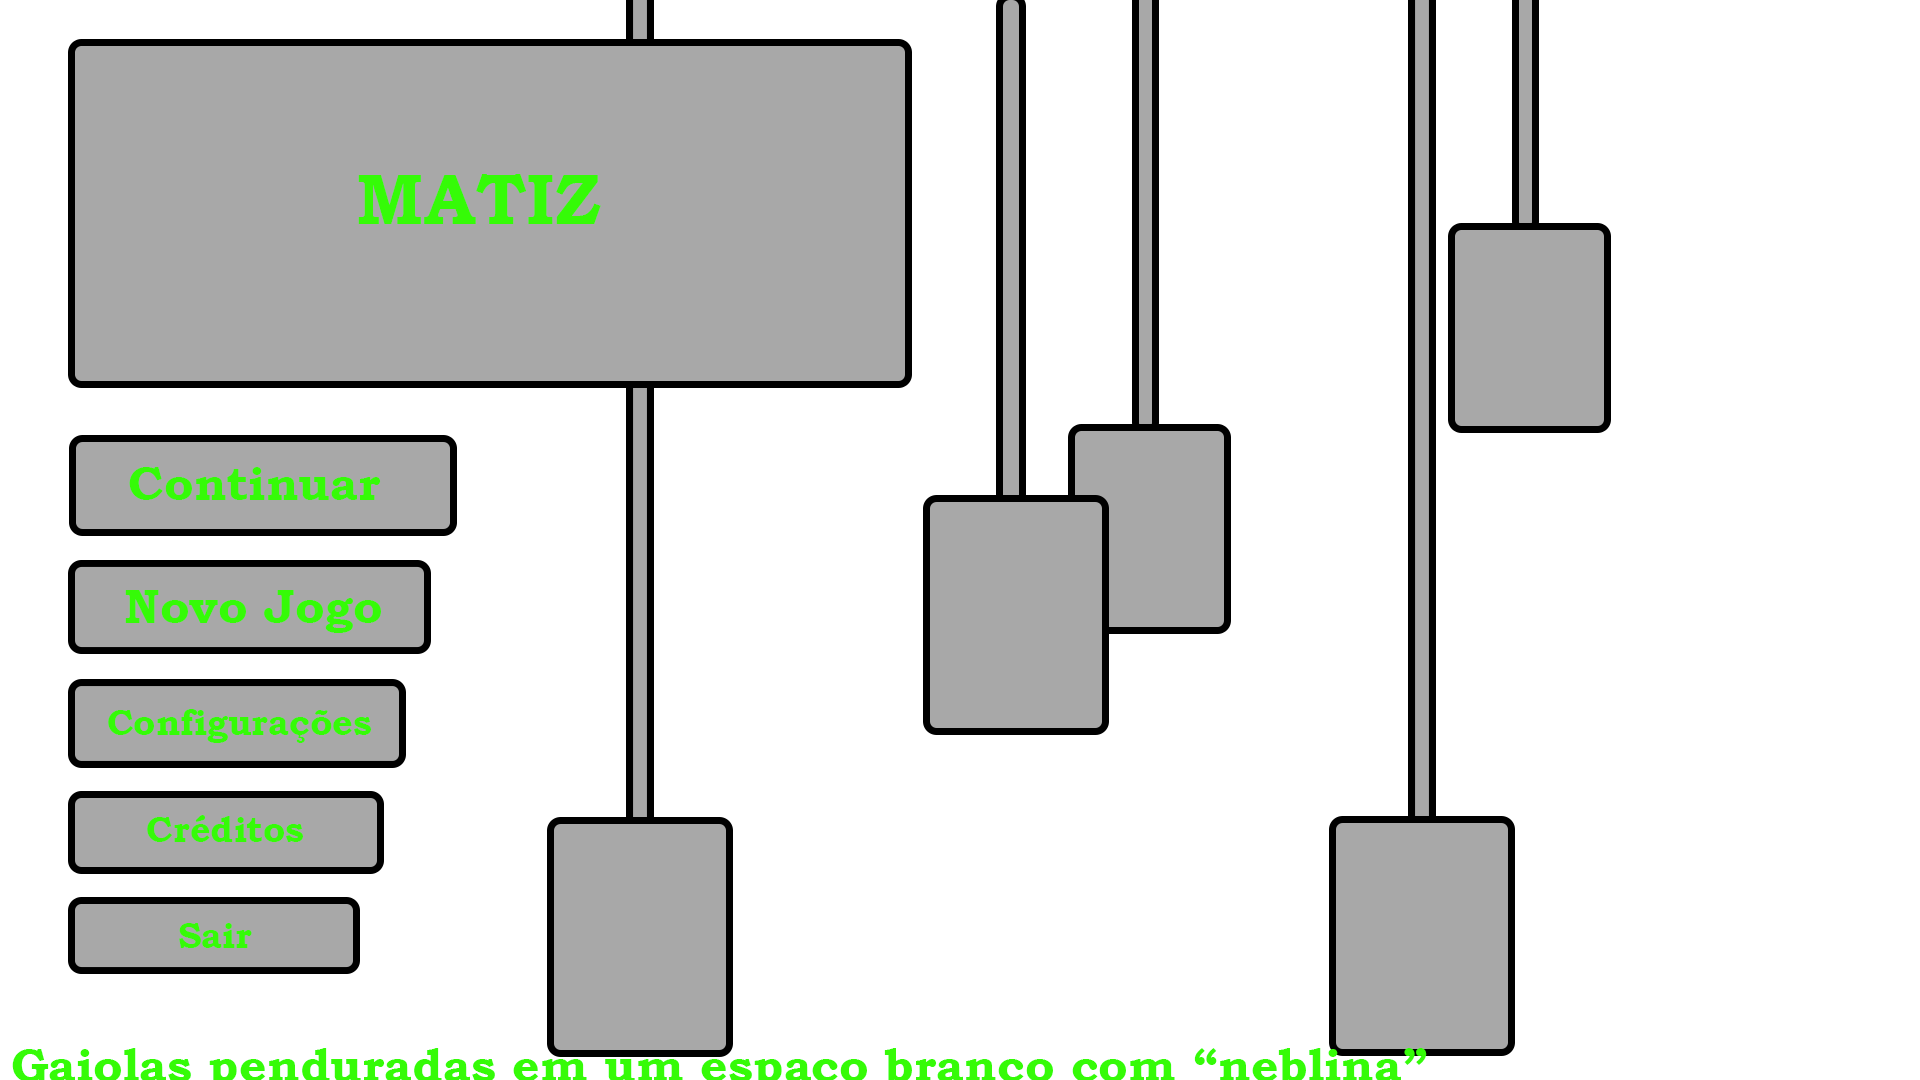 MATIZ
Continuar
Novo Jogo
Configurações
Créditos
Sair
Gaiolas penduradas em um espaço branco com “neblina”